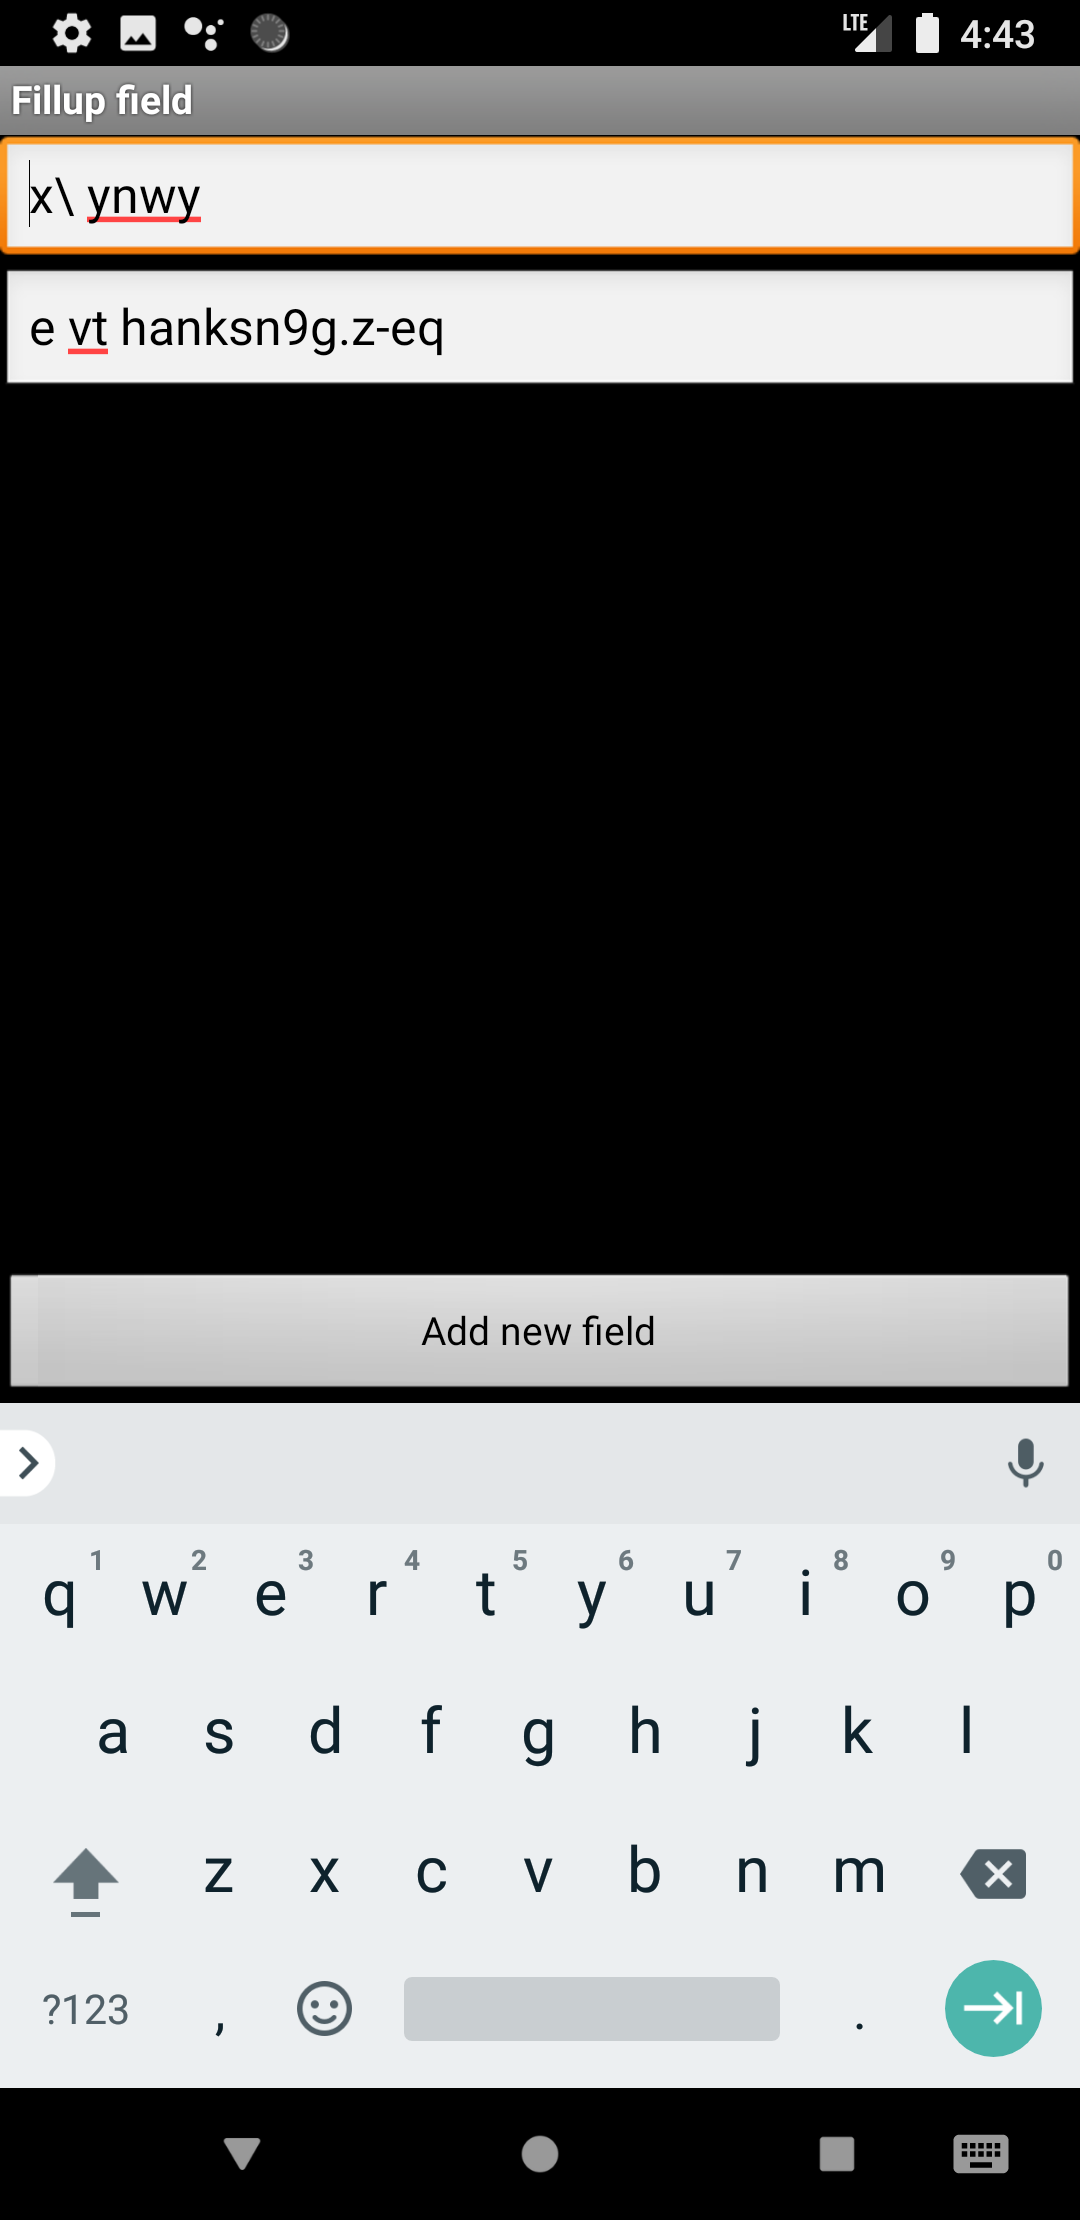 LTE 4:43
Fillup field
x\ ynwy
e vt hanksn9g.z-eq
Add new field
1 2 3 4 5 6 7 8 9 0
q w e r t y u i o p
a s d f g h j k l
z x c v b n m
?123 , .